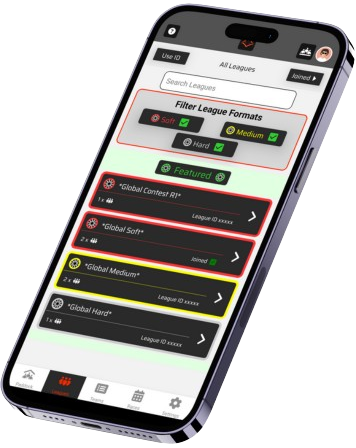 Use ID
All Leagues
Joined
Search Leagues
Filter League Formats
Soft
Medium
Hard
Featured
*Global Contest R1*
1 x
League ID xxxxx
*Global Soft*
2 x
Joined
*Global Medium*
2 x
League ID xxxxx
*Global Hard*
1 x
League ID xxxxx
Paddock
Leagues
Teams
Races
Settings